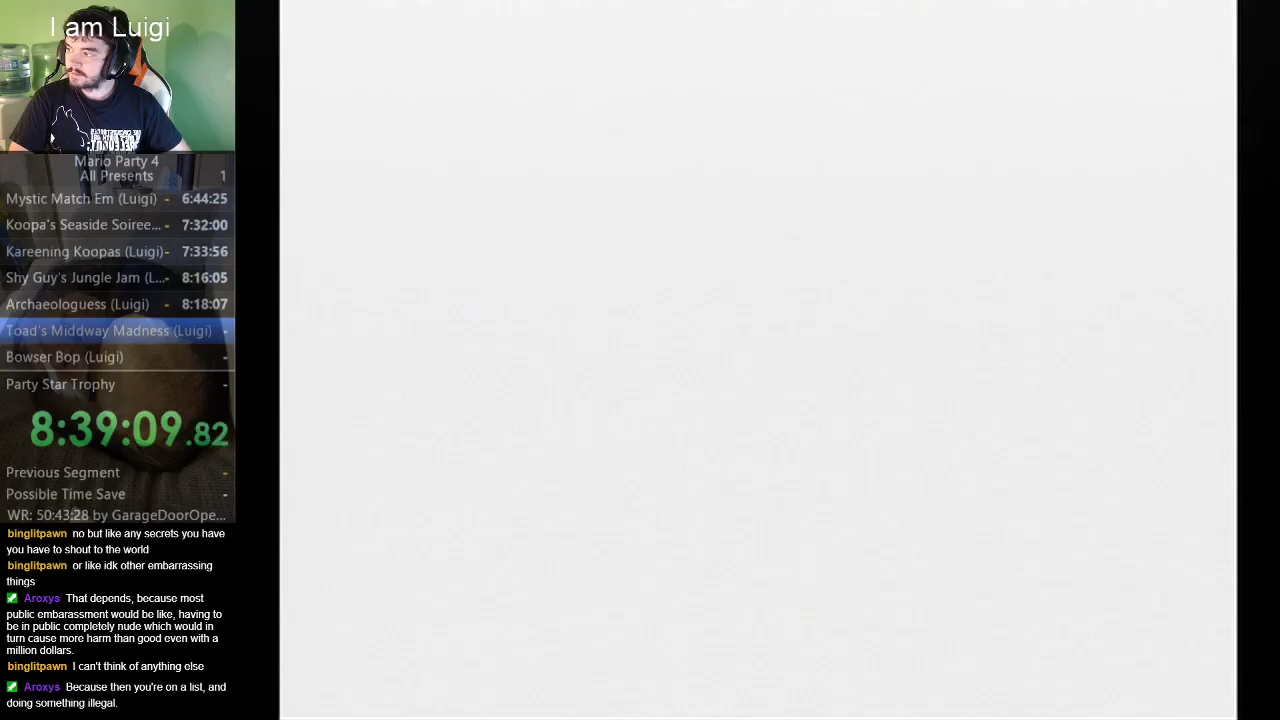 I am Luigi
Mario Party 4
All Presents 1
Mystic Match Em (Luigi) - 6:44:25
Koopa's Seaside Soiree... - 7:32:00
Kareening Koopas (Luigi) - 7:33:56
Shy Guy's Jungle Jam (L... - 8:16:05
Archaeologuess (Luigi) - 8:18:07
Toad's Middway Madness (Luigi) -
Bowser Bop (Luigi) -
Party Star Trophy -
8:39:09.82
Previous Segment -
Possible Time Save -
WR: 50:43:28 by GarageDoorOpe...
binglitpawn no but like any secrets you have
you have to shout to the world
binglitpawn or like idk other embarrassing
things
Aroxys That depends, because most
public embarassment would be like, having to
be in public completely nude which would in
turn cause more harm than good even with a
million dollars.
binglitpawn I can't think of anything else
Aroxys Because then you're on a list, and
doing something illegal.